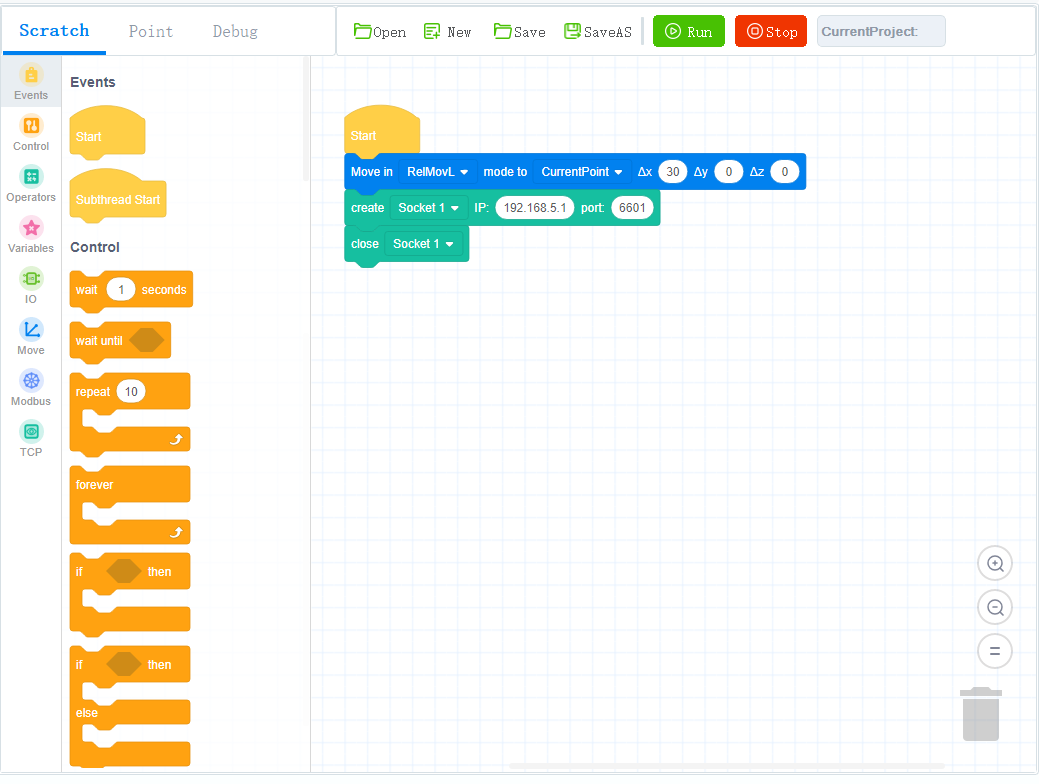 Scratch Point Debug Open New Save SaveAS Run Stop CurrentProject:
Events
Control
Operators
Variables
IO
Move
Modbus
TCP
Events
Start
Subthread Start
Control
wait 1 seconds
wait until
repeat 10
forever
if then
if then
else
Start
Move in RelMovL mode to CurrentPoint Δx 30 Δy 0 Δz 0
create Socket 1 IP: 192.168.5.1 port: 6601
close Socket 1